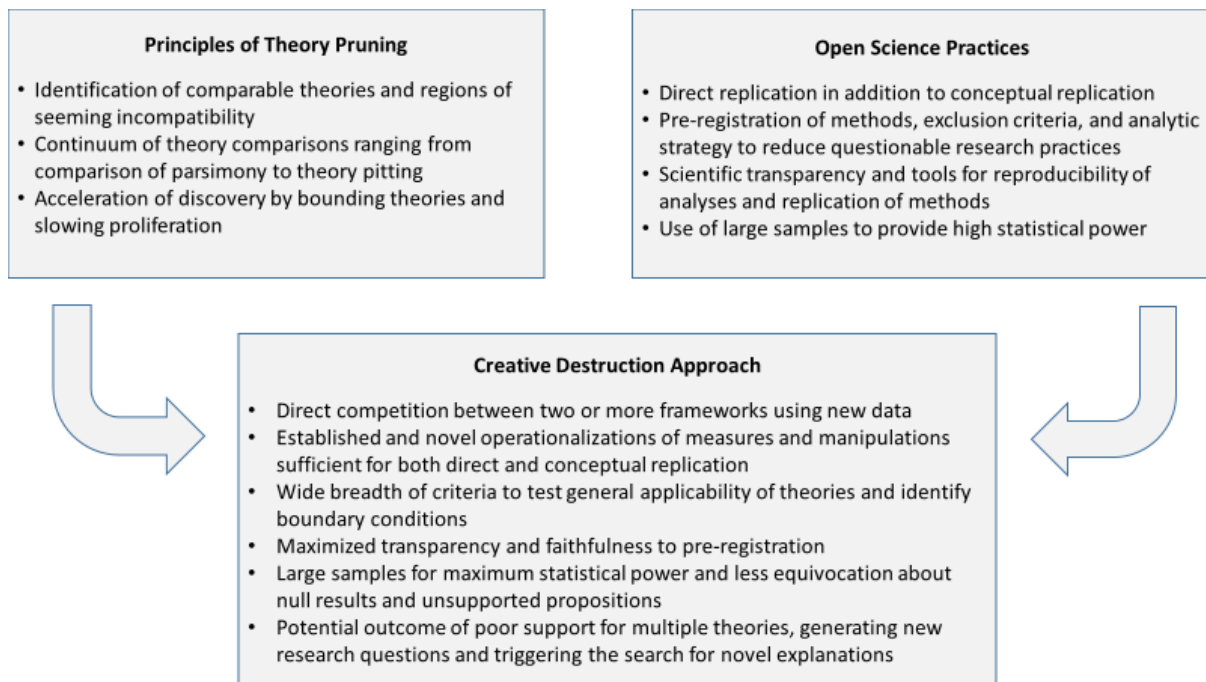 Principles of Theory Pruning
• Identification of comparable theories and regions of
seeming incompatibility
• Continuum of theory comparisons ranging from
comparison of parsimony to theory pitting
• Acceleration of discovery by bounding theories and
slowing proliferation
Open Science Practices
• Direct replication in addition to conceptual replication
• Pre-registration of methods, exclusion criteria, and analytic
strategy to reduce questionable research practices
• Scientific transparency and tools for reproducibility of
analyses and replication of methods
• Use of large samples to provide high statistical power
Creative Destruction Approach
• Direct competition between two or more frameworks using new data
• Established and novel operationalizations of measures and manipulations
sufficient for both direct and conceptual replication
• Wide breadth of criteria to test general applicability of theories and identify
boundary conditions
• Maximized transparency and faithfulness to pre-registration
• Large samples for maximum statistical power and less equivocation about
null results and unsupported propositions
• Potential outcome of poor support for multiple theories, generating new
research questions and triggering the search for novel explanations